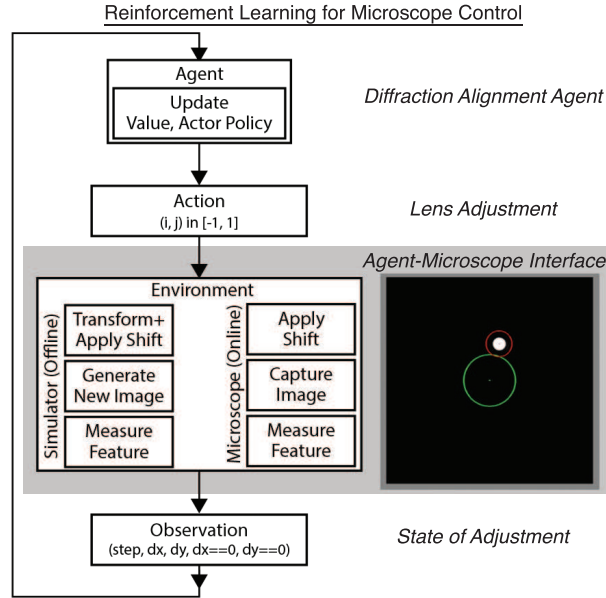 Reinforcement Learning for Microscope Control
Agent
Update
Value, Actor Policy
Diffraction Alignment Agent
Action
(i, j) in [-1, 1]
Lens Adjustment
Agent-Microscope Interface
Environment
Simulator (Offline)
Transform+
Apply Shift
Generate
New Image
Measure
Feature
Microscope (Online)
Apply
Shift
Capture
Image
Measure
Feature
Observation
(step, dx, dy, dx==0, dy==0)
State of Adjustment